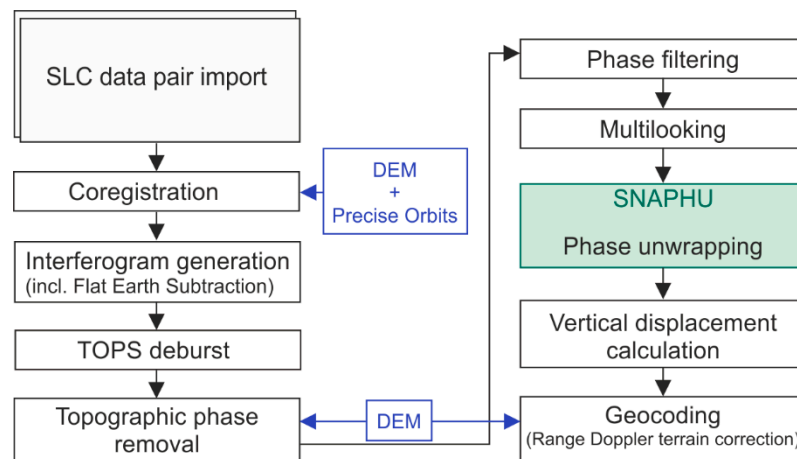 SLC data pair import
Coregistration
DEM
+
Precise Orbits
Interferogram generation
(incl. Flat Earth Subtraction)
TOPS deburst
Topographic phase
removal
DEM
Phase filtering
Multilooking
SNAPHU
Phase unwrapping
Vertical displacement
calculation
Geocoding
(Range Doppler terrain correction)